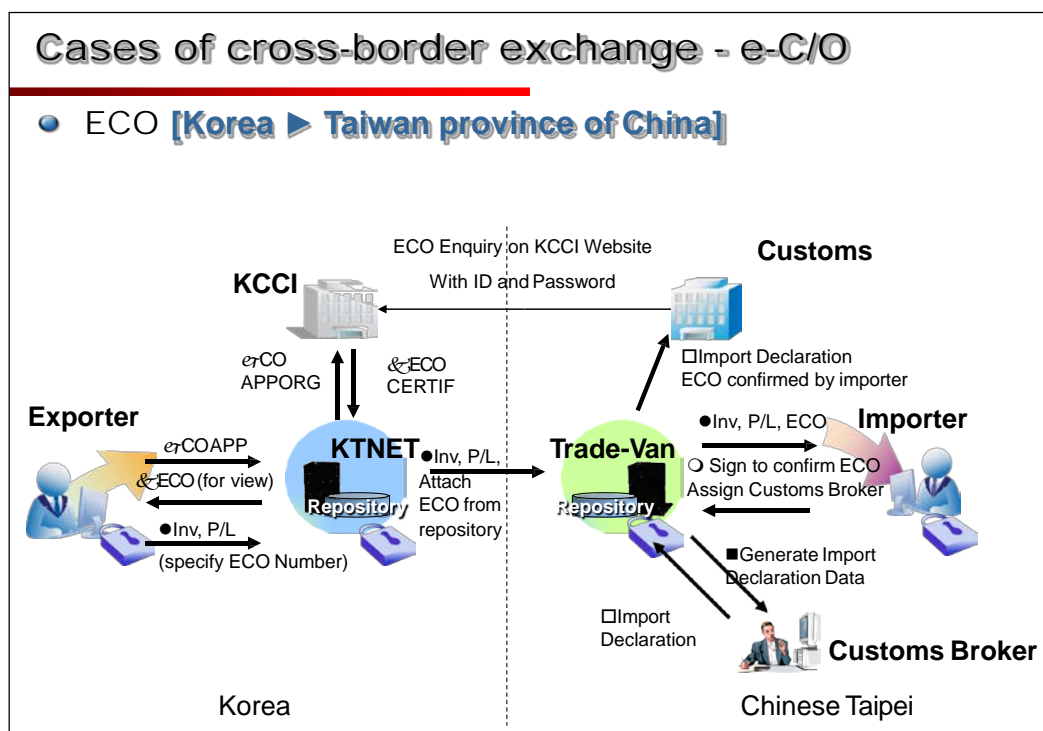 Cases of cross-border exchange - e-C/O
ECO [Korea ► Taiwan province of China]
ECO Enquiry on KCCI Website
With ID and Password
Customs
KCCI
CO
APPORG
&ECO
CERTIF
□Import Declaration
ECO confirmed by importer
Exporter
COAPP
&ECO (for view)
●Inv, P/L
(specify ECO Number)
KTNET
Repository
●Inv, P/L,
Attach
ECO from
repository
Trade-Van
Repository
●Inv, P/L, ECO
Importer
❍ Sign to confirm ECO
Assign Customs Broker
■Generate Import
Declaration Data
□Import
Declaration
Customs Broker
Korea
Chinese Taipei